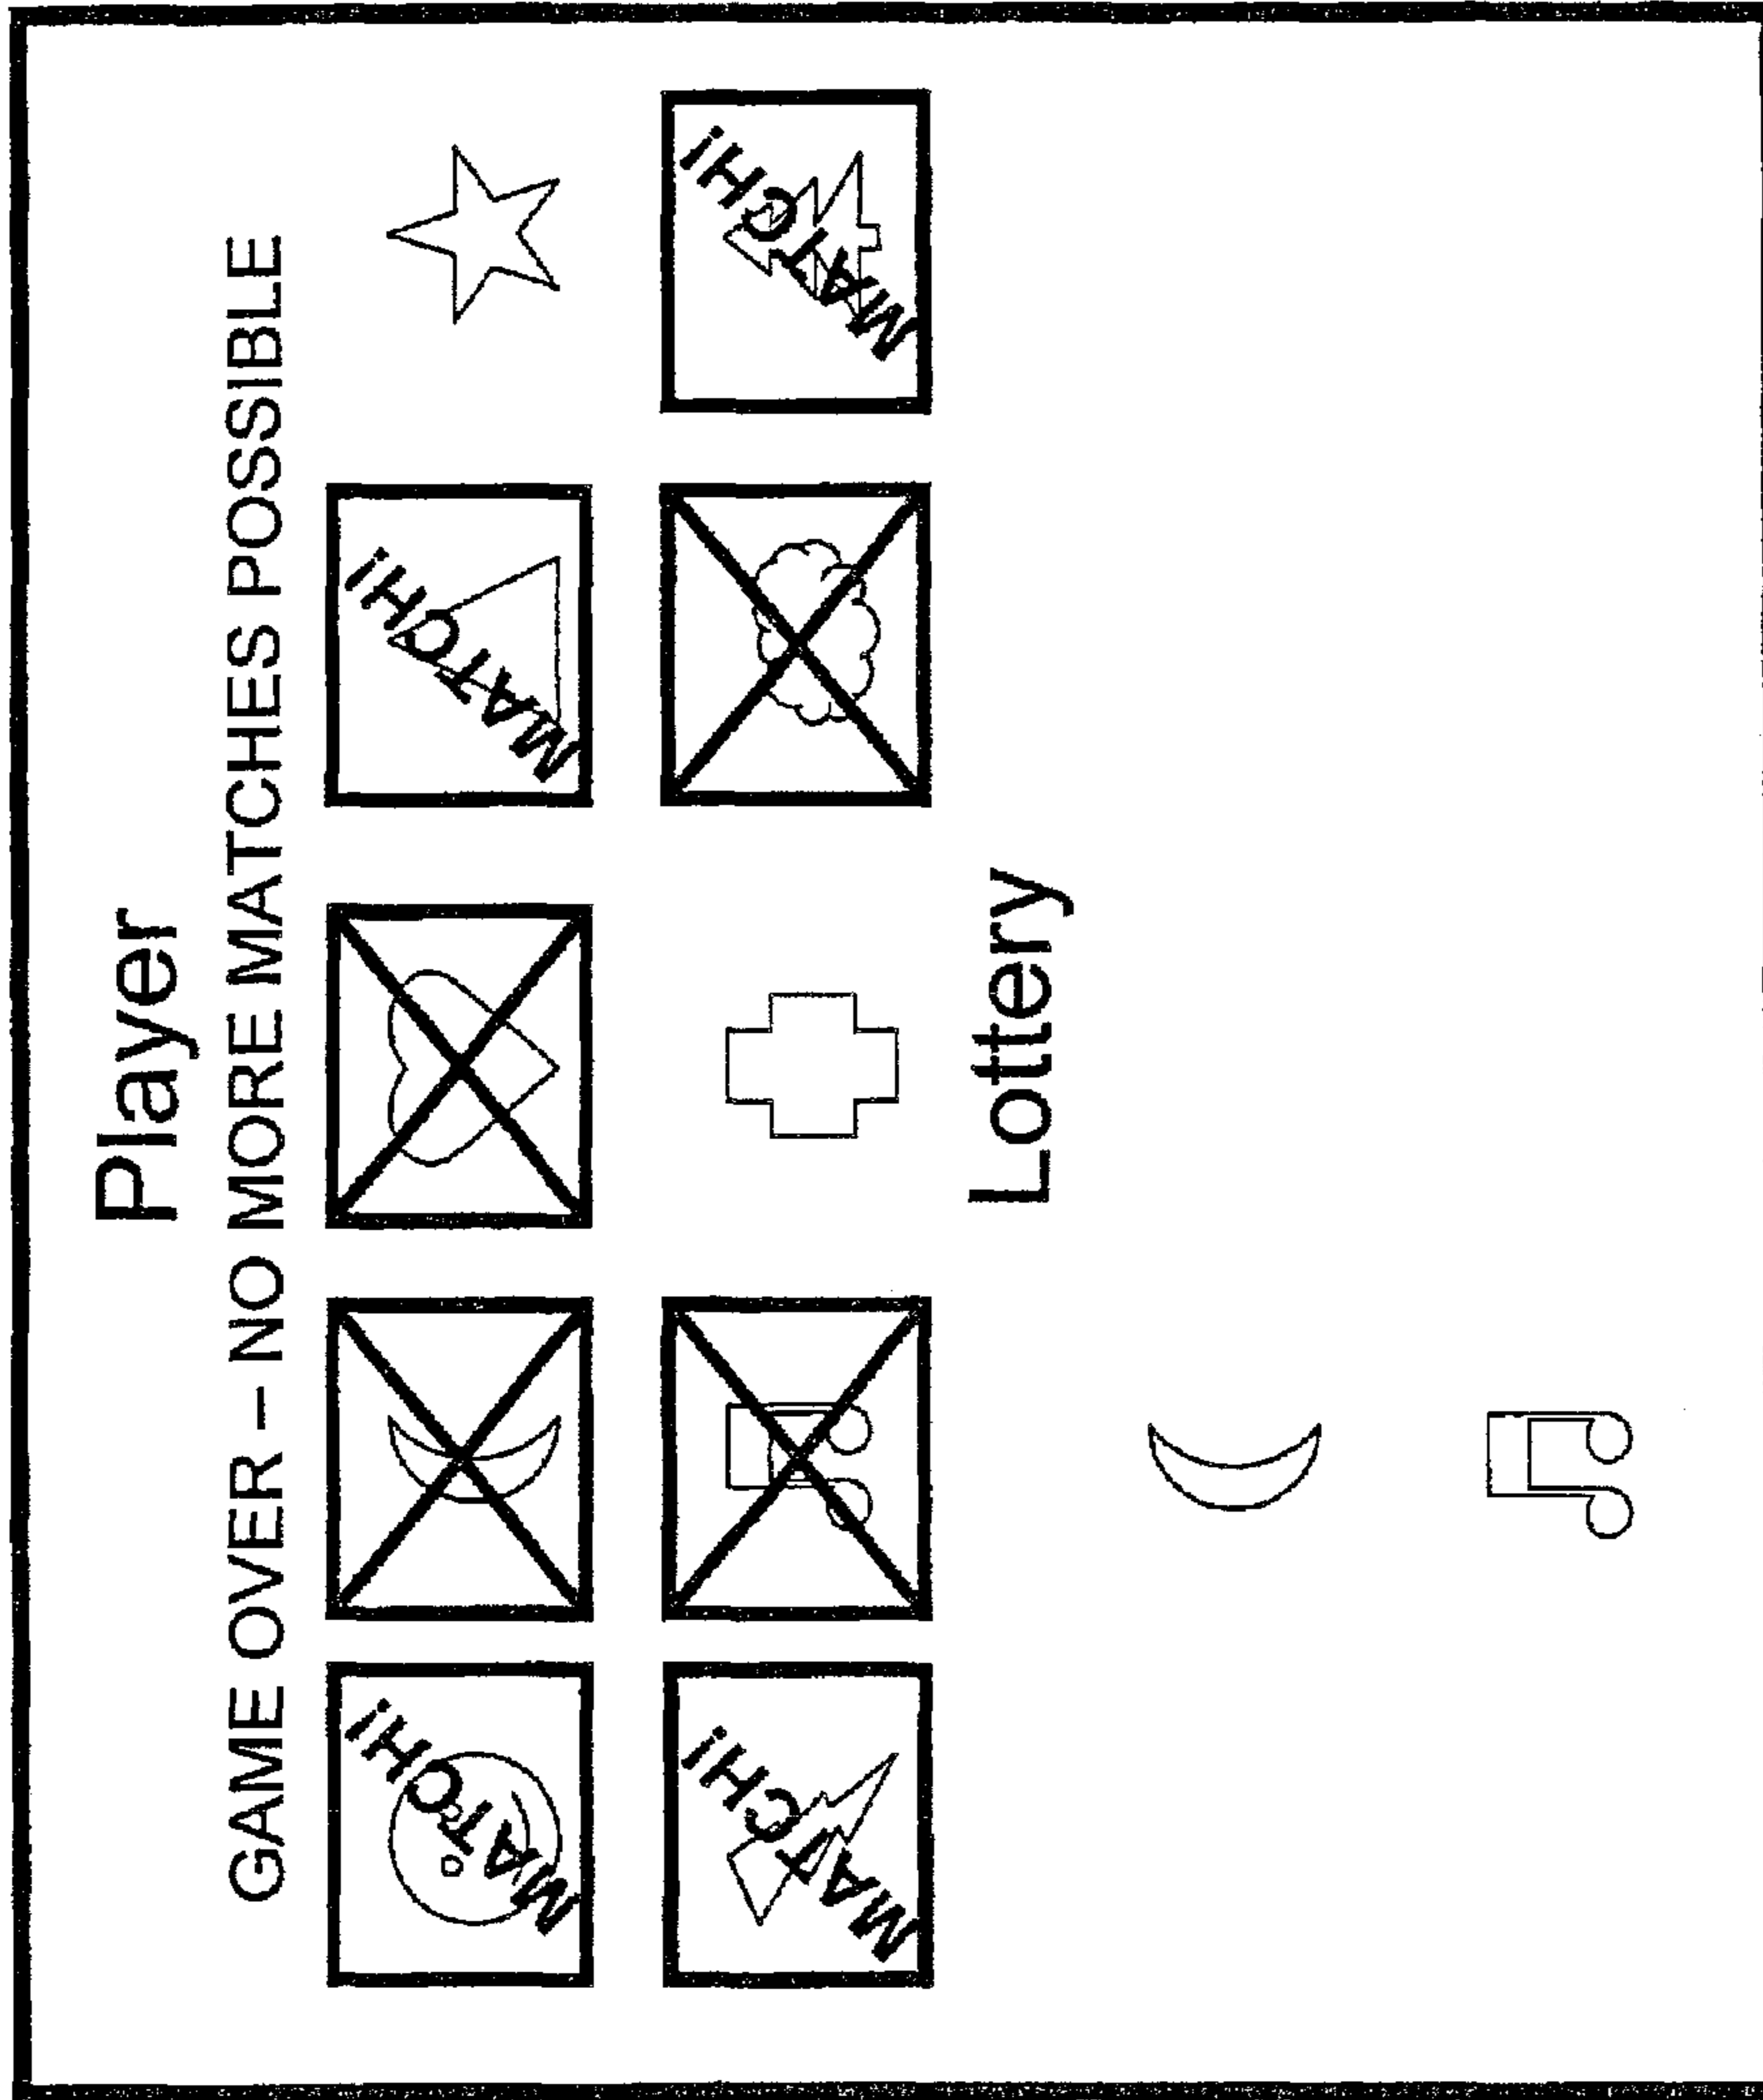 Player
GAME OVER – NO MORE MATCHES POSSIBLE
MATCH!
MATCH!
MATCH!
MATCH!
Lottery